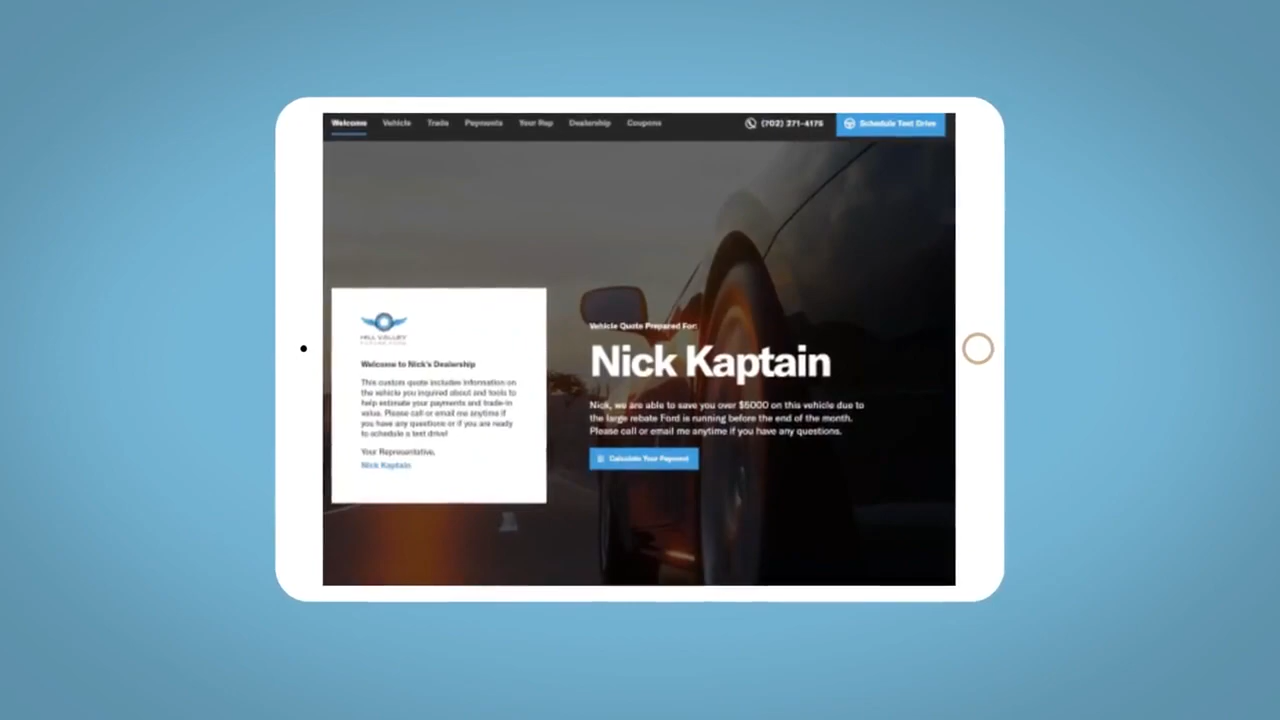 Welcome Vehicle Trade Payments Your Rep Dealership Coupons (702) 271-4175 Schedule Test Drive
HILL VALLEY
Welcome to Nick's Dealership
This custom quote includes information on
the vehicle you inquired about and tools to
help estimate your payments and trade-in
value. Please call or email me anytime if
you have any questions or if you are ready
to schedule a test drive!
Your Representative,
Nick Kaptain
Vehicle Quote Prepared For:
Nick Kaptain
Nick, we are able to save you over $5000 on this vehicle due to
the large rebate Ford is running before the end of the month.
Please call or email me anytime if you have any questions.
Calculate Your Payment